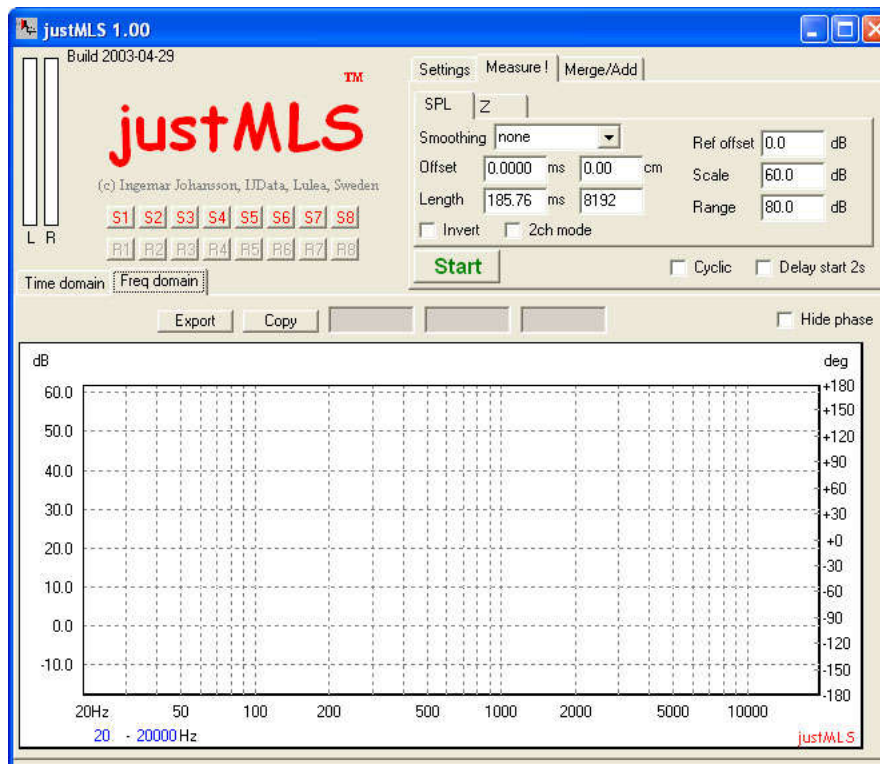 justMLS 1.00
Build 2003-04-29
TM
justMLS
(c) Ingemar Johansson, IJData, Lulea, Sweden
L R
S1 S2 S3 S4 S5 S6 S7 S8
R1 R2 R3 R4 R5 R6 R7 R8
Settings Measure! Merge/Add
SPL Z
Smoothing none
Offset 0.0000 ms 0.00 cm
Length 185.76 ms 8192
Invert 2ch mode
Ref offset 0.0 dB
Scale 60.0 dB
Range 80.0 dB
Start Cyclic Delay start 2s
Time domain Freq domain
Export Copy Hide phase
dB deg
60.0
50.0
40.0
30.0
20.0
10.0
0.0
-10.0
+180
+150
+120
+90
+60
+30
+0
-30
-60
-90
-120
-150
-180
20Hz 50 100 200 500 1000 2000 5000 10000
20 - 20000Hz
justMLS